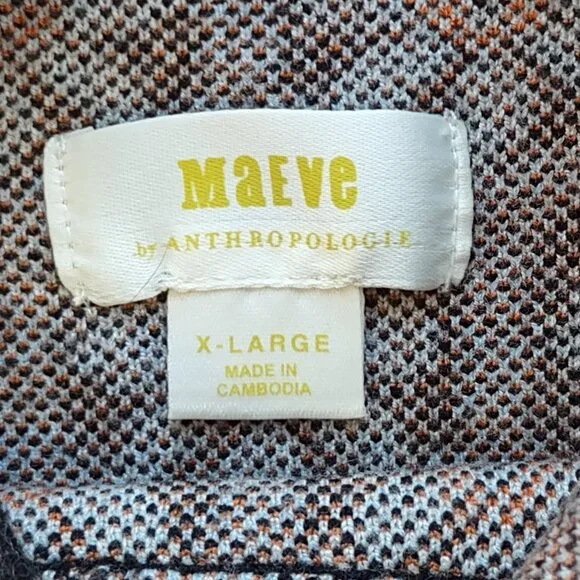 MaEVe
by ANTHROPOLOGIE
X-LARGE
MADE IN
CAMBODIA